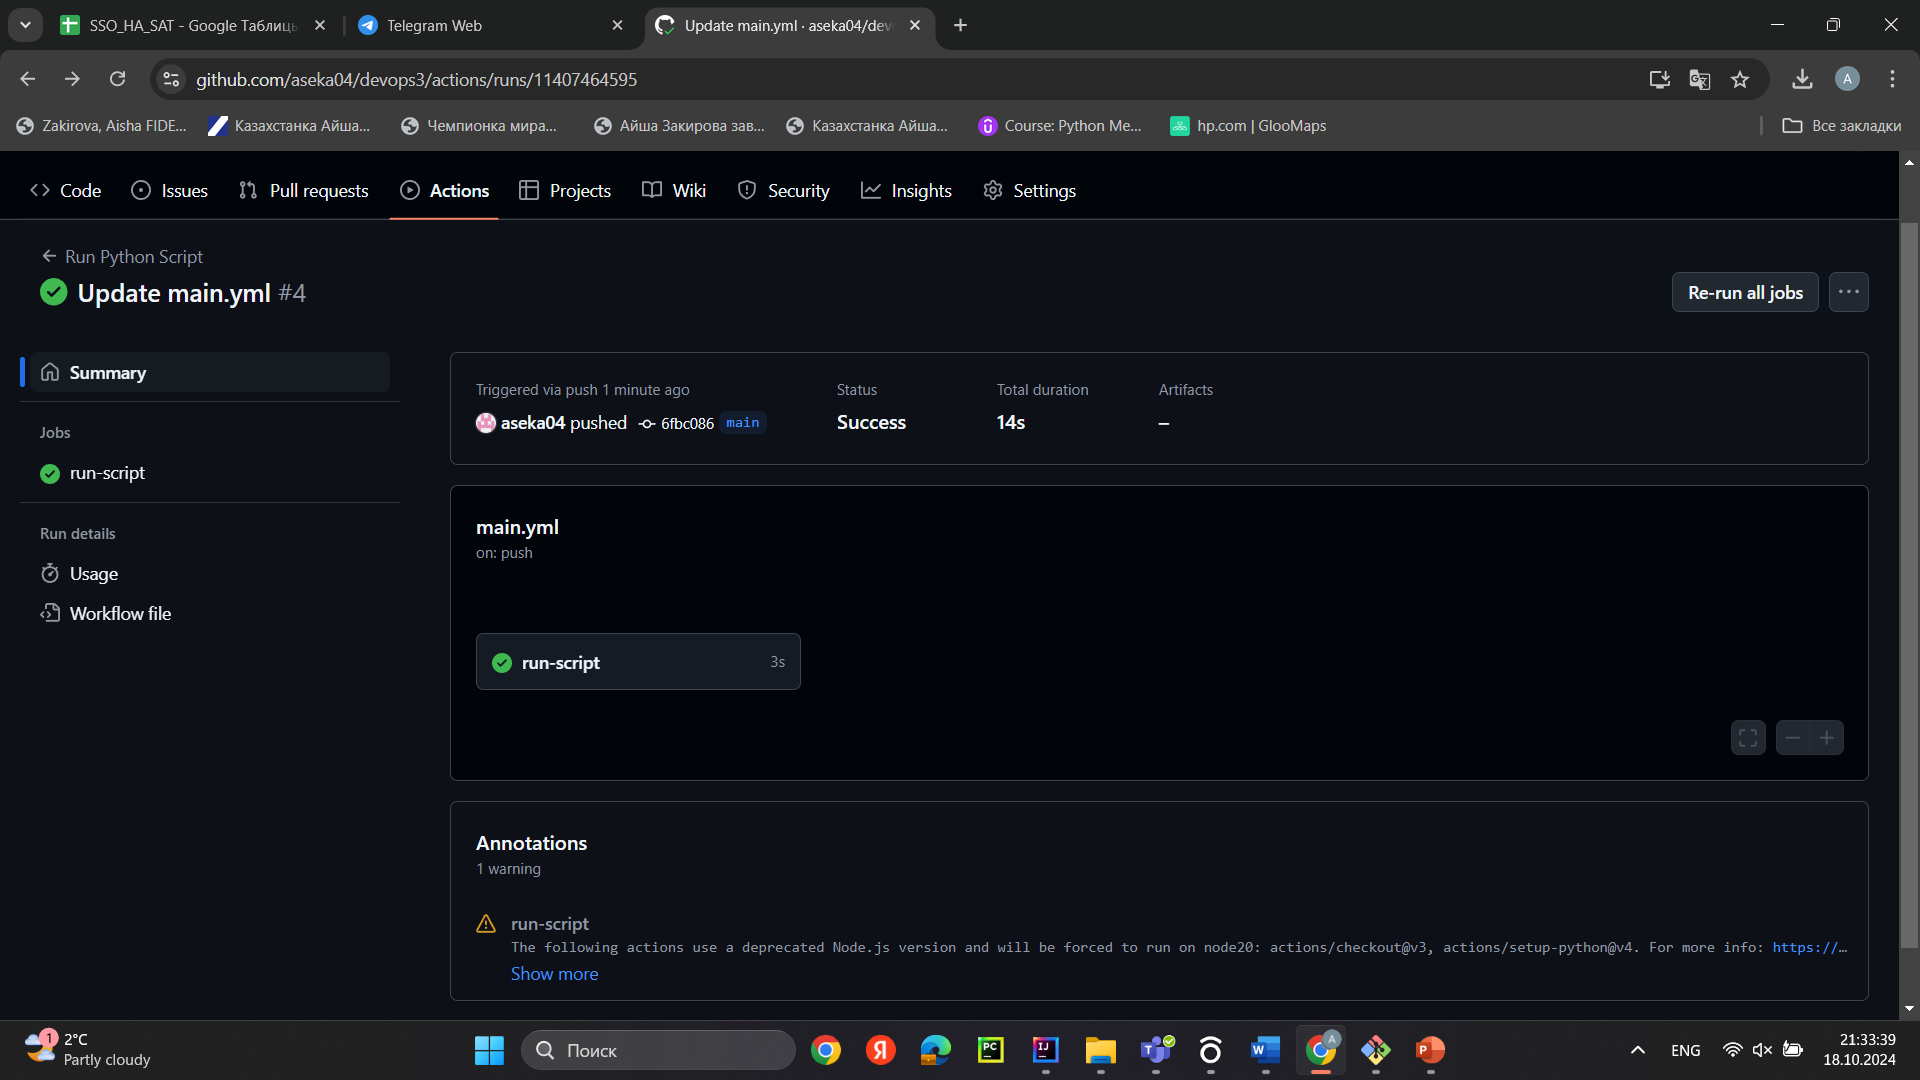 SSO_HA_SAT - Google Таблиць
Telegram Web
Update main.yml · aseka04/dev
github.com/aseka04/devops3/actions/runs/11407464595
A
Zakirova, Aisha FIDE...
Казахстанка Айша...
Чемпионка мира...
Айша Закирова зав...
Казахстанка Айша...
Course: Python Me...
hp.com | GlooMaps
Все закладки
Code
Issues
Pull requests
Actions
Projects
Wiki
Security
Insights
Settings
Run Python Script
Update main.yml #4
Re-run all jobs
Summary
Jobs
run-script
Run details
Usage
Workflow file
Triggered via push 1 minute ago
aseka04 pushed 6fbc086 main
Status
Success
Total duration
14s
Artifacts
–
main.yml
on: push
run-script 3s
Annotations
1 warning
run-script
The following actions use a deprecated Node.js version and will be forced to run on node20: actions/checkout@v3, actions/setup-python@v4. For more info: https://…
Show more
1
2°C
Partly cloudy
Поиск
Я
PC
IJ
T
W
A
P
ENG
21:33:39
18.10.2024